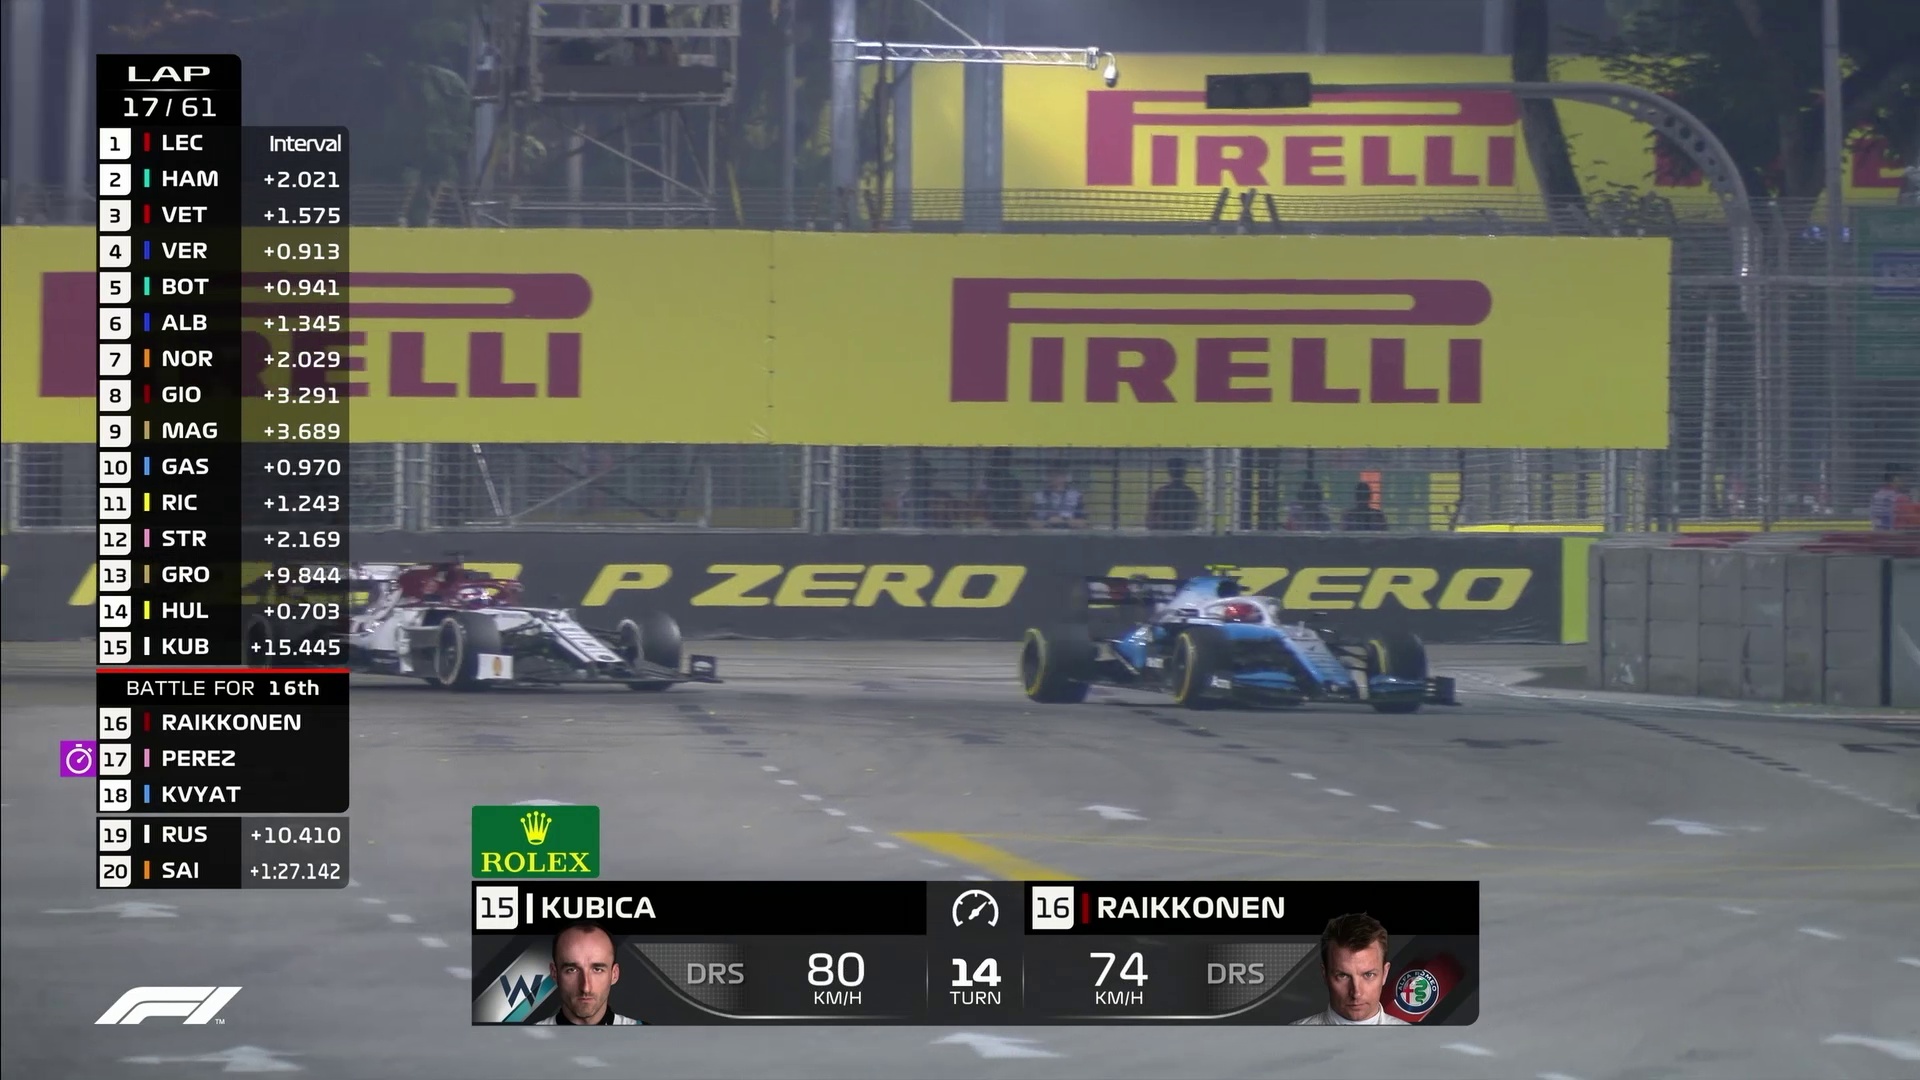 LAP
17/61
1 LEC Interval
2 HAM +2.021
3 VET +1.575
4 VER +0.913
5 BOT +0.941
6 ALB +1.345
7 NOR +2.029
8 GIO +3.291
9 MAG +3.689
10 GAS +0.970
11 RIC +1.243
12 STR +2.169
13 GRO +9.844
14 HUL +0.703
15 KUB +15.445
BATTLE FOR 16th
16 RAIKKONEN
17 PEREZ
18 KVYAT
19 RUS +10.410
20 SAI +1:27.142
PIRELLI
PIRELLI
PIRELLI
P ZERO
P ZERO
ROLEX
15 KUBICA
DRS 80 KM/H
14 TURN
16 RAIKKONEN
74 KM/H DRS
W
ALFA ROMEO
F1 TM